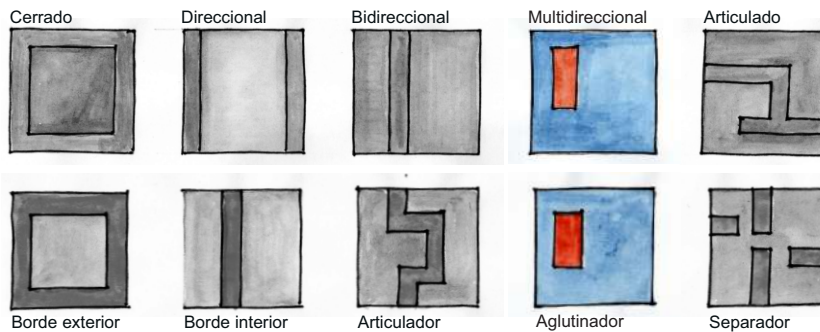 Cerrado
Direccional
Bidireccional
Multidireccional
Articulado
Borde exterior
Borde interior
Articulador
Aglutinador
Separador